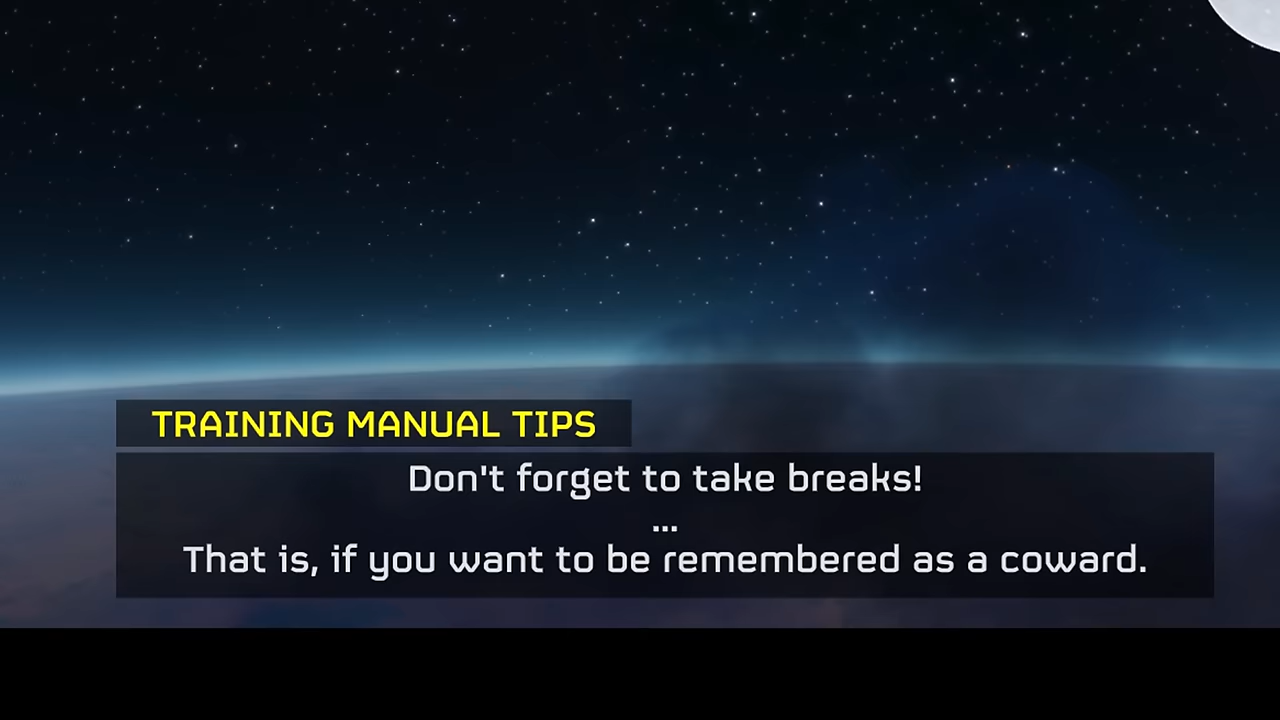 TRAINING MANUAL TIPS
Don't forget to take breaks!
...
That is, if you want to be remembered as a coward.